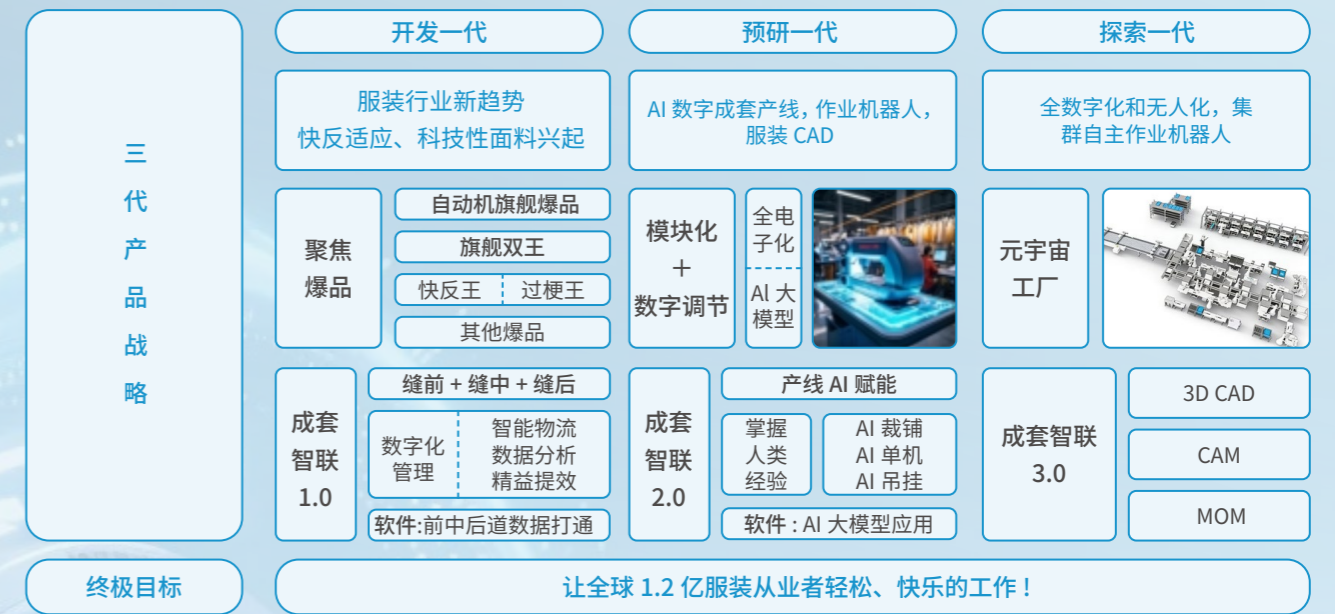 三
代
产
品
战
略
开发一代
服装行业新趋势
快反适应、科技性面料兴起
聚焦
爆品
自动机旗舰爆品
旗舰双王
快反王
过梗王
其他爆品
成套
智联
1.0
缝前 + 缝中 + 缝后
数字化
管理
智能物流
数据分析
精益提效
软件:前中后道数据打通
预研一代
AI 数字成套产线，作业机器人，
服装 CAD
模块化
+
数字调节
全电
子化
AI 大
模型
成套
智联
2.0
产线 AI 赋能
掌握
人类
经验
AI 裁铺
AI 单机
AI 吊挂
软件 : AI 大模型应用
探索一代
全数字化和无人化，集
群自主作业机器人
元宇宙
工厂
成套智联
3.0
3D CAD
CAM
MOM
终极目标
让全球 1.2 亿服装从业者轻松、快乐的工作 !